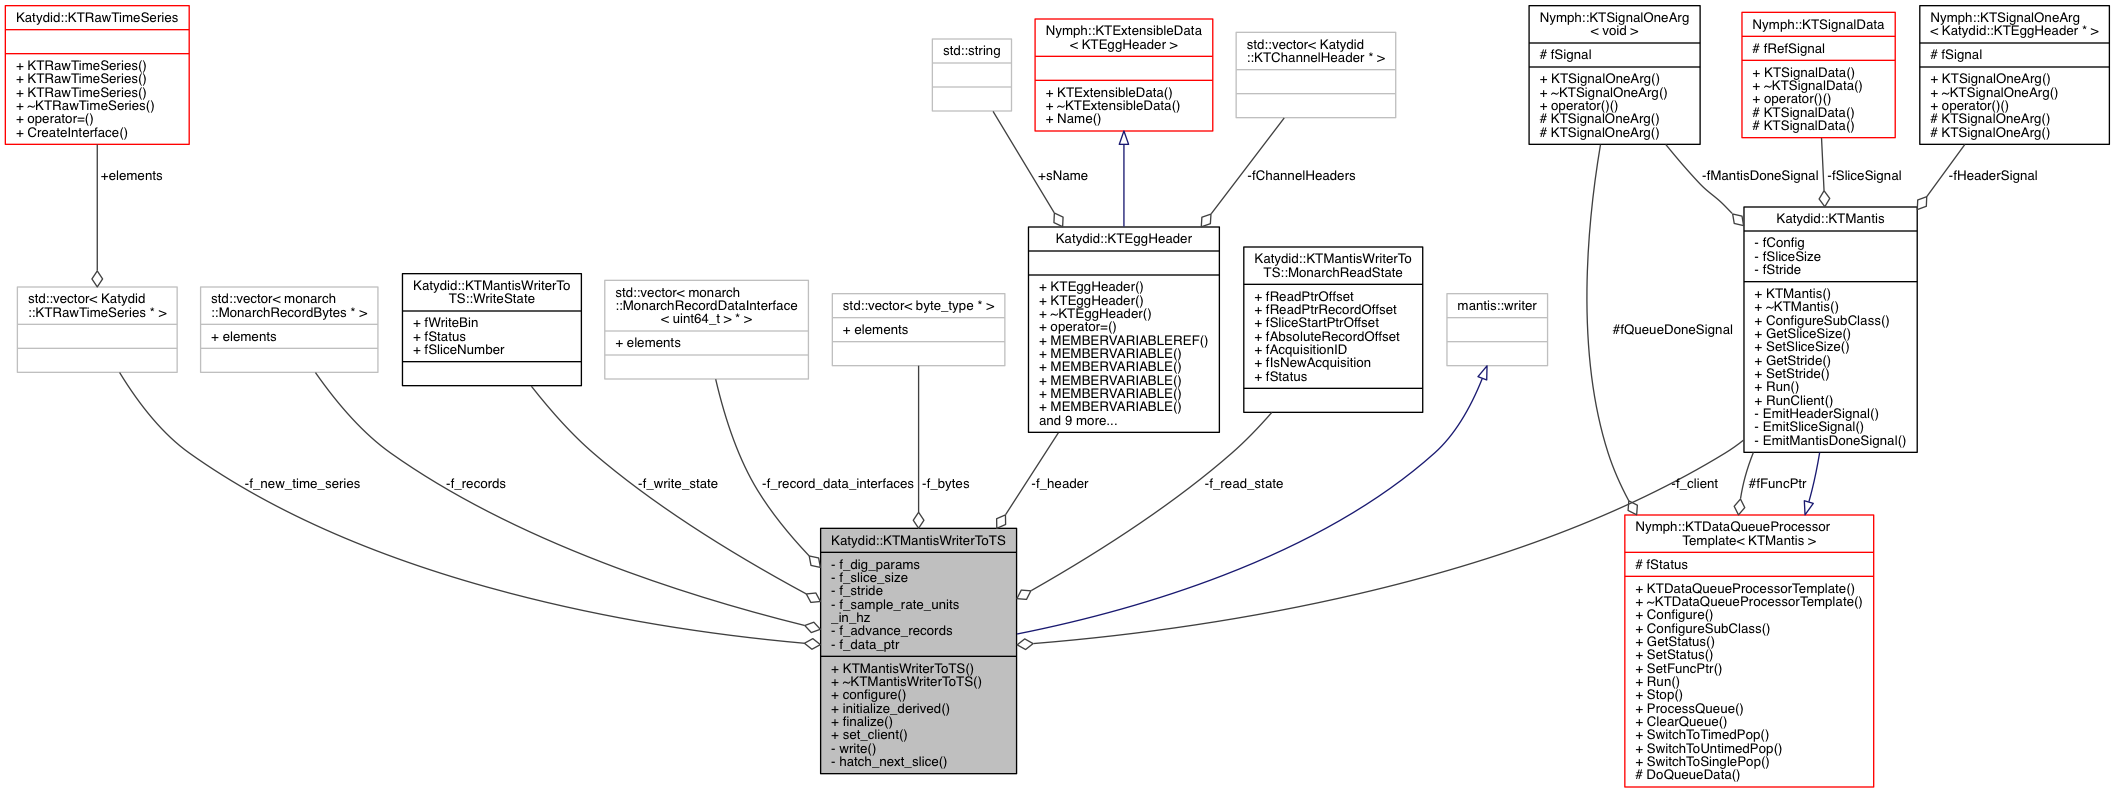 Katydid::KTRawTimeSeries
+ KTRawTimeSeries()
+ KTRawTimeSeries()
+ KTRawTimeSeries()
+ ~KTRawTimeSeries()
+ operator=()
+ CreateInterface()
std::string
Nymph::KTExtensibleData
< KTEggHeader >
+ KTExtensibleData()
+ ~KTExtensibleData()
+ Name()
std::vector< Katydid
::KTChannelHeader * >
Nymph::KTSignalOneArg
< void >
# fSignal
+ KTSignalOneArg()
+ ~KTSignalOneArg()
+ operator()()
# KTSignalOneArg()
# KTSignalOneArg()
Nymph::KTSignalData
# fRefSignal
+ KTSignalData()
+ ~KTSignalData()
+ operator()()
# KTSignalData()
# KTSignalData()
Nymph::KTSignalOneArg
< Katydid::KTEggHeader * >
# fSignal
+ KTSignalOneArg()
+ ~KTSignalOneArg()
+ operator()()
# KTSignalOneArg()
# KTSignalOneArg()
+elements
+sName
-fChannelHeaders
-fMantisDoneSignal
-fSliceSignal
-fHeaderSignal
std::vector< Katydid
::KTRawTimeSeries * >
std::vector< monarch
::MonarchRecordBytes * >
+ elements
Katydid::KTMantisWriterTo
TS::WriteState
+ fWriteBin
+ fStatus
+ fSliceNumber
std::vector< monarch
::MonarchRecordDataInterface
< uint64_t > * >
+ elements
std::vector< byte_type * >
+ elements
Katydid::KTEggHeader
+ KTEggHeader()
+ KTEggHeader()
+ ~KTEggHeader()
+ operator=()
+ MEMBERVARIABLEREF()
+ MEMBERVARIABLE()
+ MEMBERVARIABLE()
+ MEMBERVARIABLE()
+ MEMBERVARIABLE()
+ MEMBERVARIABLE()
and 9 more...
Katydid::KTMantisWriterTo
TS::MonarchReadState
+ fReadPtrOffset
+ fReadPtrRecordOffset
+ fSliceStartPtrOffset
+ fAbsoluteRecordOffset
+ fAcquisitionID
+ fIsNewAcquisition
+ fStatus
mantis::writer
#fQueueDoneSignal
Katydid::KTMantis
- fConfig
- fSliceSize
- fStride
+ KTMantis()
+ ~KTMantis()
+ ConfigureSubClass()
+ GetSliceSize()
+ SetSliceSize()
+ GetStride()
+ SetStride()
+ Run()
+ RunClient()
- EmitHeaderSignal()
- EmitSliceSignal()
- EmitMantisDoneSignal()
-f_new_time_series
-f_records
-f_write_state
-f_record_data_interfaces
-f_bytes
-f_header
-f_read_state
-f_client
#fFuncPtr
Katydid::KTMantisWriterToTS
- f_dig_params
- f_slice_size
- f_stride
- f_sample_rate_units
_in_hz
- f_advance_records
- f_data_ptr
+ KTMantisWriterToTS()
+ ~KTMantisWriterToTS()
+ configure()
+ initialize_derived()
+ finalize()
+ set_client()
- write()
- hatch_next_slice()
Nymph::KTDataQueueProcessor
Template< KTMantis >
# fStatus
+ KTDataQueueProcessorTemplate()
+ ~KTDataQueueProcessorTemplate()
+ Configure()
+ ConfigureSubClass()
+ GetStatus()
+ SetStatus()
+ SetFuncPtr()
+ Run()
+ Stop()
+ ProcessQueue()
+ ClearQueue()
+ SwitchToTimedPop()
+ SwitchToUntimedPop()
+ SwitchToSinglePop()
# DoQueueData()